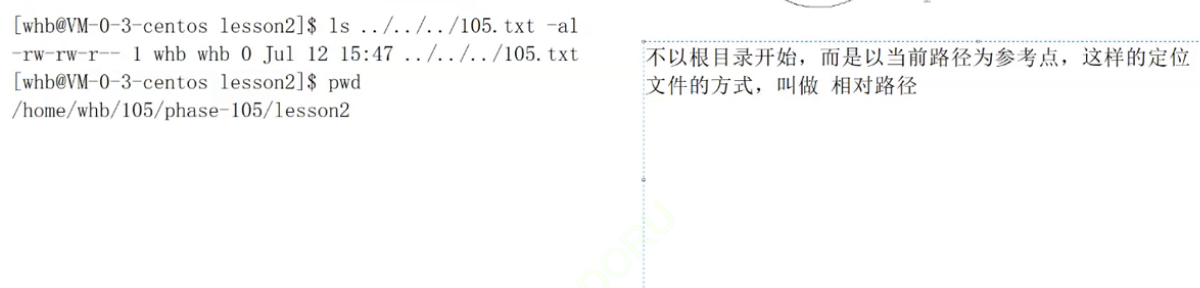 [whb@VM-0-3-centos lesson2]$ ls ../../../105.txt -al
-rw-rw-r-- 1 whb whb 0 Jul 12 15:47 ../../../105.txt
[whb@VM-0-3-centos lesson2]$ pwd
/home/whb/105/phase-105/lesson2
不以根目录开始，而是以当前路径为参考点，这样的定位
文件的方式，叫做 相对路径